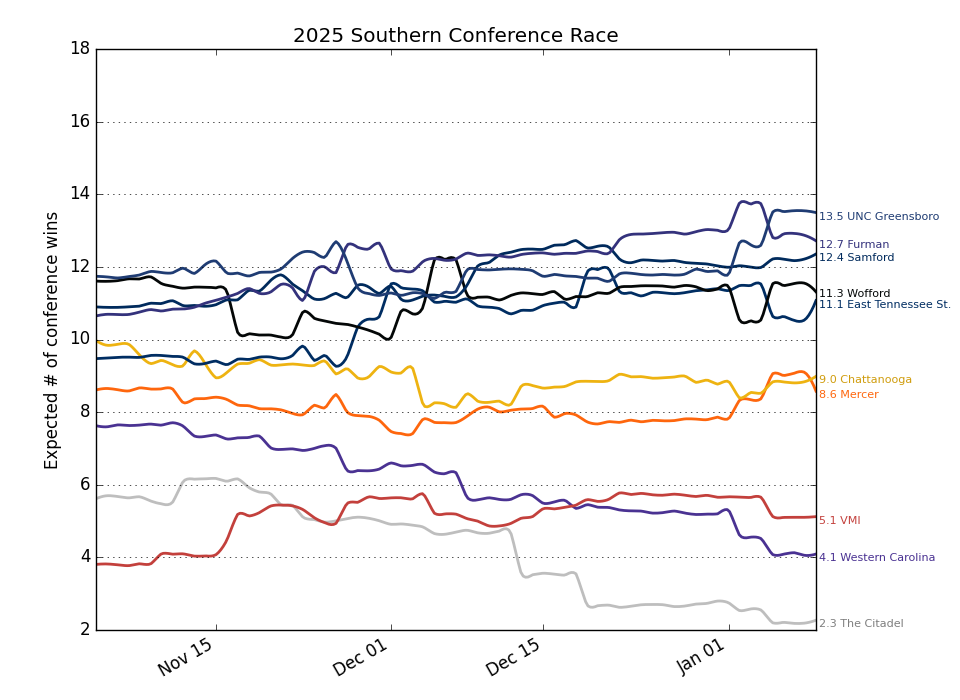 2025 Southern Conference Race
Expected # of conference wins
18
16
14
12
10
8
6
4
2
Nov 15
Dec 01
Dec 15
Jan 01
13.5 UNC Greensboro
12.7 Furman
12.4 Samford
11.3 Wofford
11.1 East Tennessee St.
9.0 Chattanooga
8.6 Mercer
5.1 VMI
4.1 Western Carolina
2.3 The Citadel